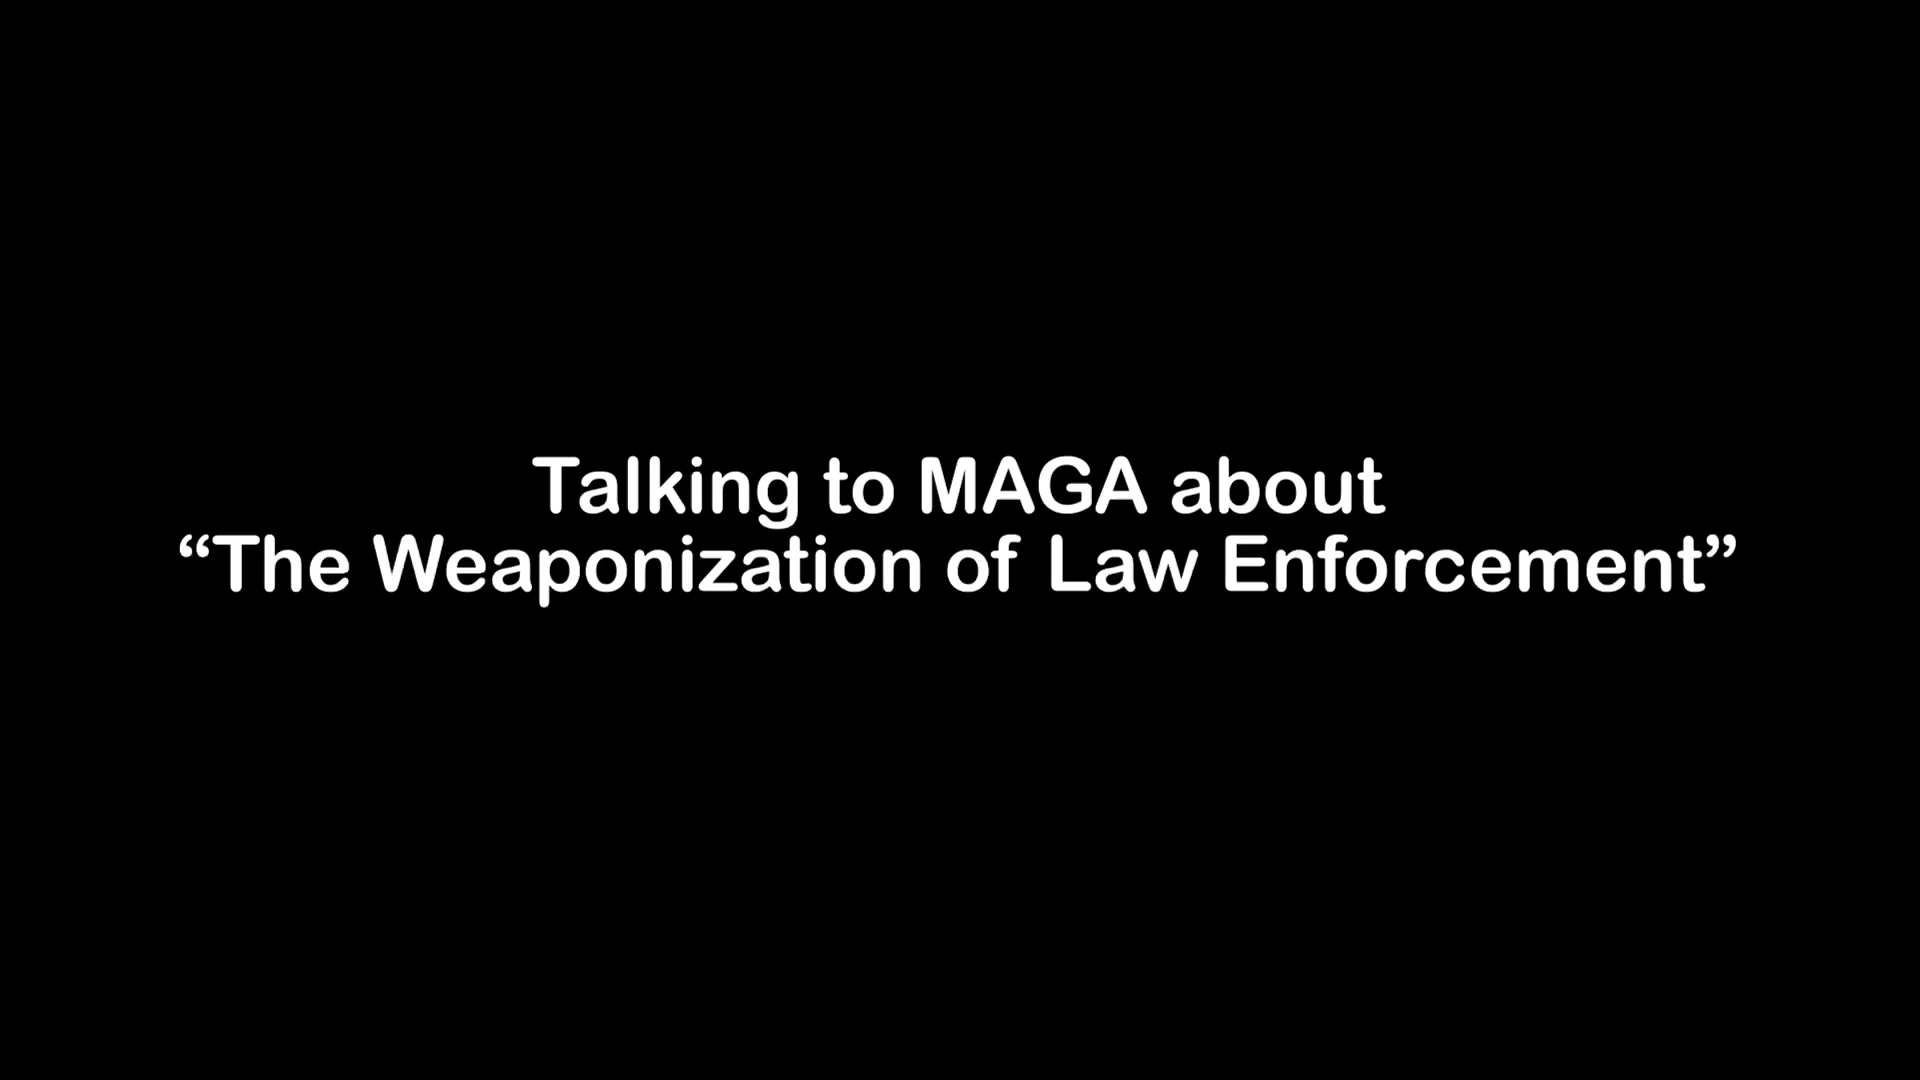 Talking to MAGA about
“The Weaponization of Law Enforcement”